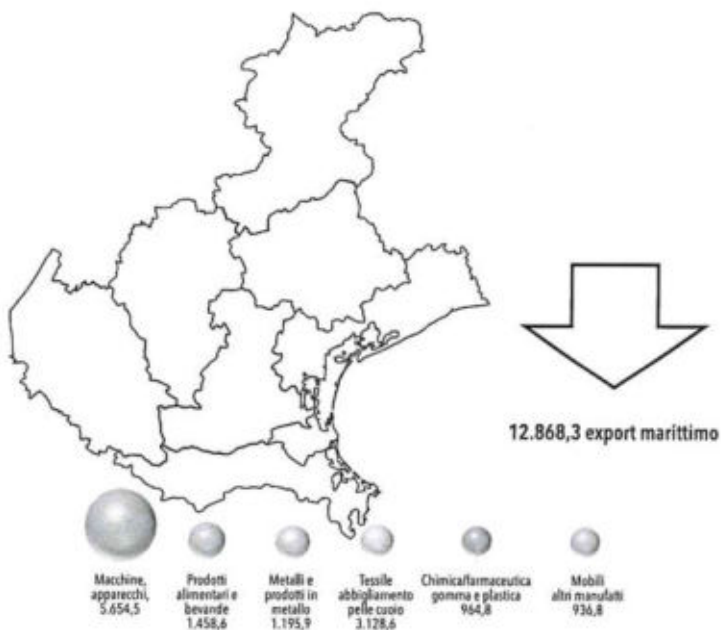 12.868,3 export marittimo
Macchine,
apparecchi,
5.654,5
Prodotti
alimentari e
bevande
1.458,6
Metalli e
prodotti in
metallo
1.195,9
Tessile
abbigliamento
pelle cuoio
3.128,6
Chimica/farmaceutica
gomma e plastica
964,8
Mobili
altri manufatti
936,8